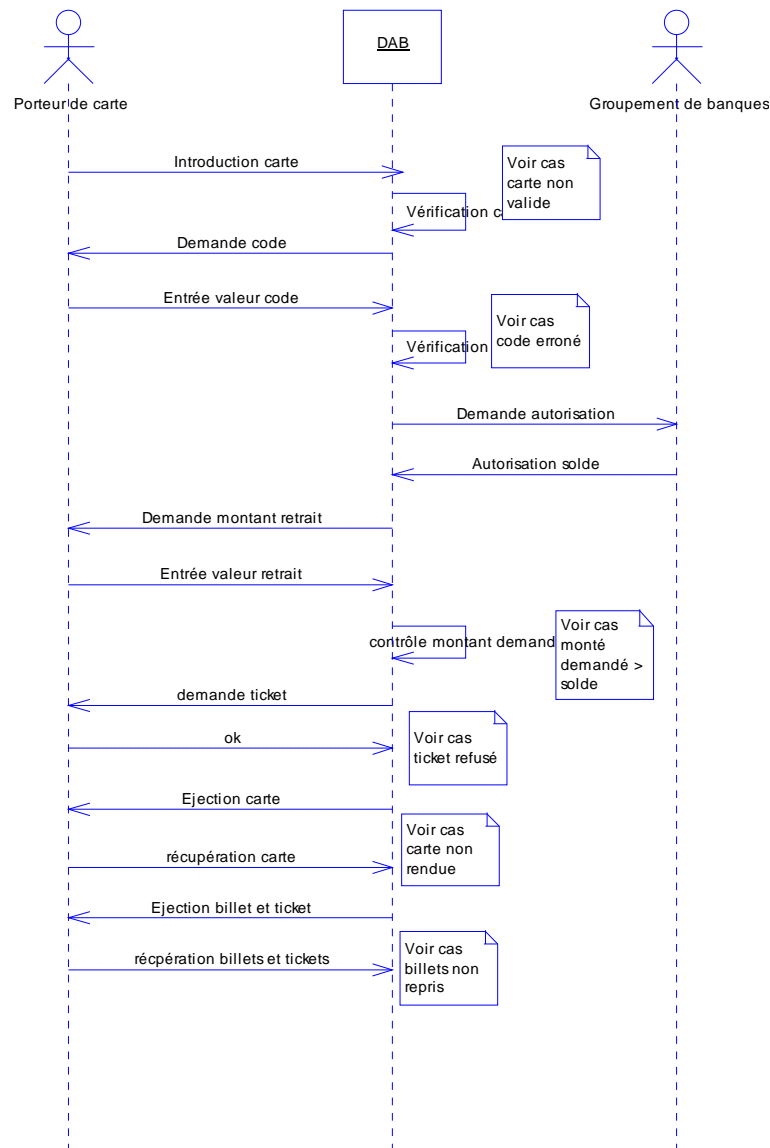 DAB
Porteur de carte
Groupement de banques
Introduction carte
Voir cas
carte non
valide
Vérification c
Demande code
Entrée valeur code
Voir cas
code erroné
Vérification
Demande autorisation
Autorisation solde
Demande montant retrait
Entrée valeur retrait
Voir cas
monté
demandé >
solde
contrôle montant demand
demande ticket
ok
Voir cas
ticket refusé
Ejection carte
Voir cas
carte non
rendue
récupération carte
Ejection billet et ticket
Voir cas
billets non
repris
récpération billets et tickets